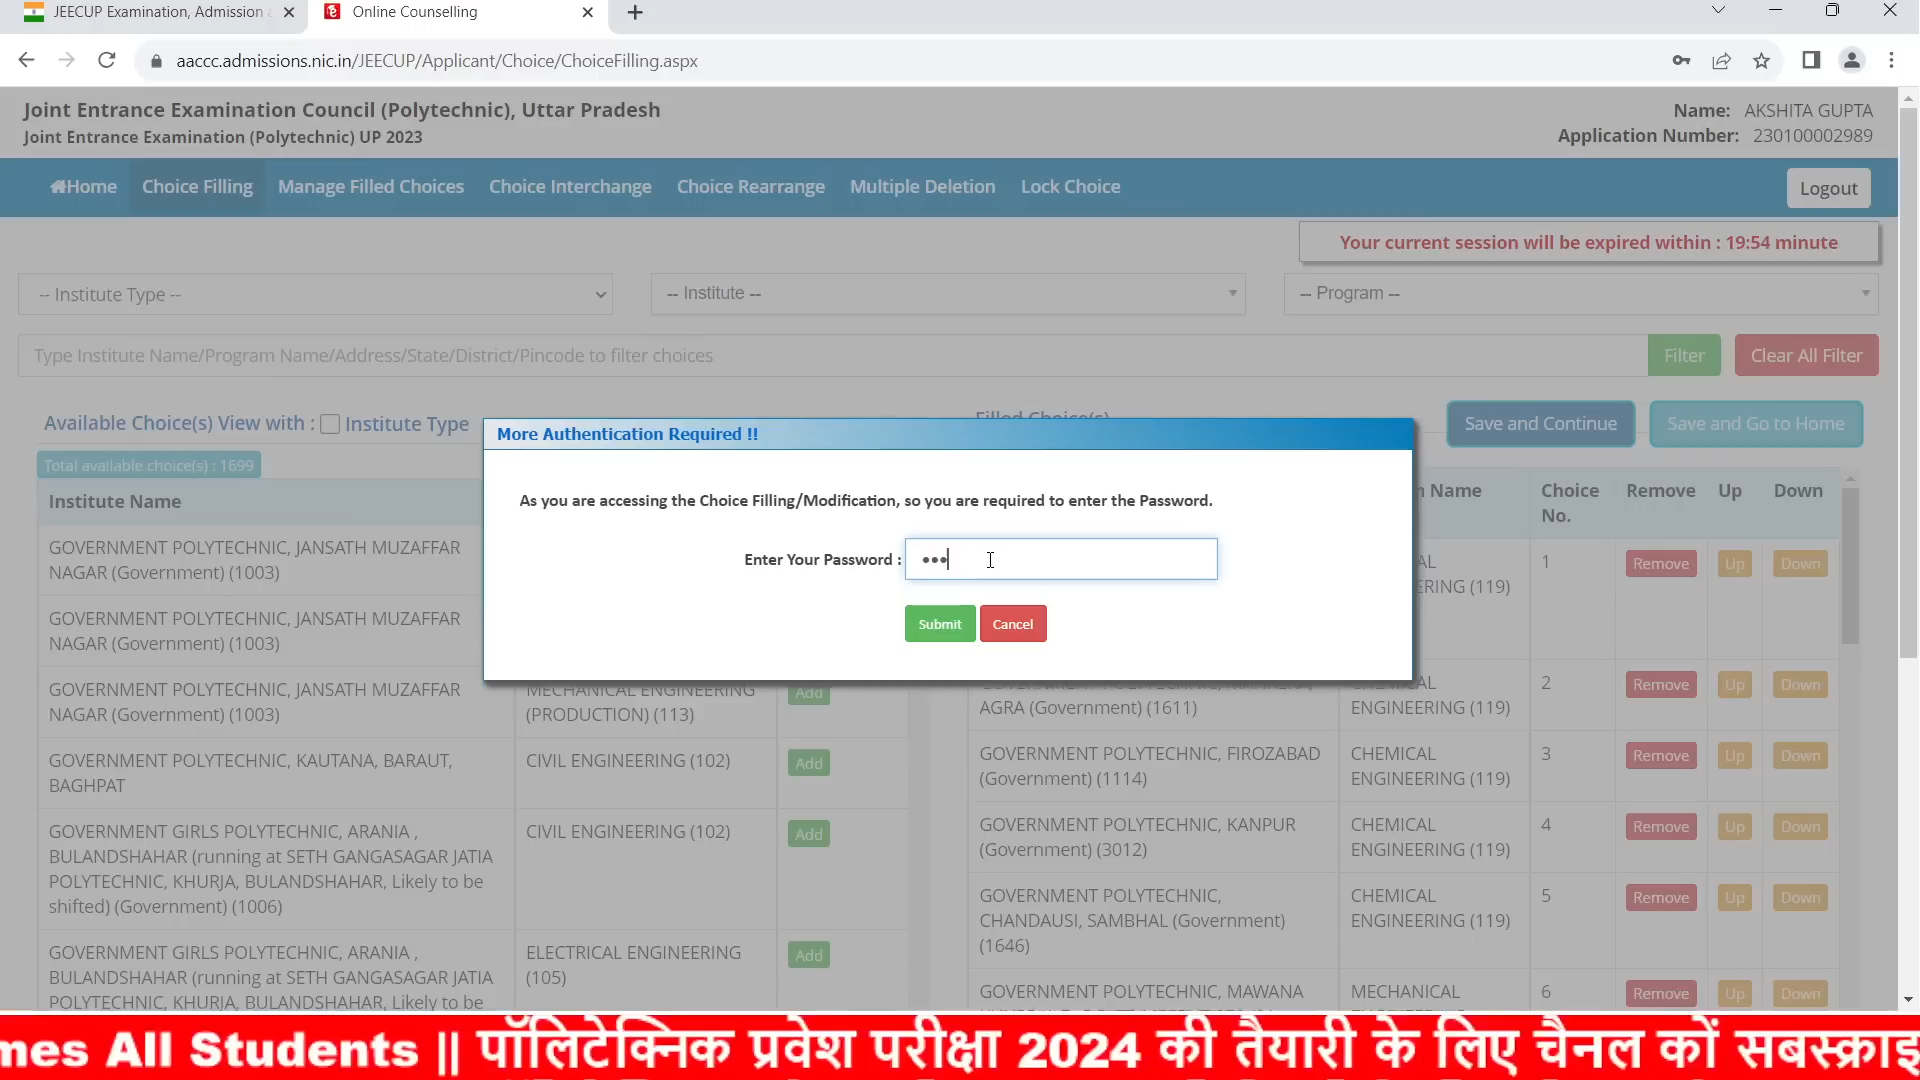 JEECUP Examination, Admission
Online Counselling
aaccc.admissions.nic.in/JEECUP/Applicant/Choice/ChoiceFilling.aspx
Joint Entrance Examination Council (Polytechnic), Uttar Pradesh
Joint Entrance Examination (Polytechnic) UP 2023
Name: AKSHITA GUPTA
Application Number: 230100002989
Home Choice Filling Manage Filled Choices Choice Interchange Choice Rearrange Multiple Deletion Lock Choice Logout
Your current session will be expired within : 19:54 minute
-- Institute Type --
-- Institute --
-- Program --
Type Institute Name/Program Name/Address/State/District/Pincode to filter choices
Filter
Clear All Filter
Available Choice(s) View with : Institute Type
Total available choice(s) : 1699
Institute Name
GOVERNMENT POLYTECHNIC, JANSATH MUZAFFAR
NAGAR (Government) (1003)
GOVERNMENT POLYTECHNIC, JANSATH MUZAFFAR
NAGAR (Government) (1003)
GOVERNMENT POLYTECHNIC, JANSATH MUZAFFAR
NAGAR (Government) (1003)
MECHANICAL ENGINEERING
(PRODUCTION) (113)
Add
GOVERNMENT POLYTECHNIC, KAUTANA, BARAUT,
BAGHPAT
CIVIL ENGINEERING (102)
Add
GOVERNMENT GIRLS POLYTECHNIC, ARANIA ,
BULANDSHAHAR (running at SETH GANGASAGAR JATIA
POLYTECHNIC, KHURJA, BULANDSHAHAR, Likely to be
shifted) (Government) (1006)
CIVIL ENGINEERING (102)
Add
GOVERNMENT GIRLS POLYTECHNIC, ARANIA ,
BULANDSHAHAR (running at SETH GANGASAGAR JATIA
POLYTECHNIC, KHURJA, BULANDSHAHAR, Likely to be
ELECTRICAL ENGINEERING
(105)
Add
More Authentication Required !!
As you are accessing the Choice Filling/Modification, so you are required to enter the Password.
Enter Your Password : •••
Submit
Cancel
Filled Choice(s)
Save and Continue
Save and Go to Home
Name
Choice
No.
Remove
Up
Down
ERING (119)
1
Remove
Up
Down
AGRA (Government) (1611)
ENGINEERING (119)
2
Remove
Up
Down
GOVERNMENT POLYTECHNIC, FIROZABAD
(Government) (1114)
CHEMICAL
ENGINEERING (119)
3
Remove
Up
Down
GOVERNMENT POLYTECHNIC, KANPUR
(Government) (3012)
CHEMICAL
ENGINEERING (119)
4
Remove
Up
Down
GOVERNMENT POLYTECHNIC,
CHANDAUSI, SAMBHAL (Government)
(1646)
CHEMICAL
ENGINEERING (119)
5
Remove
Up
Down
GOVERNMENT POLYTECHNIC, MAWANA
MECHANICAL
6
Remove
Up
Down
mes All Students || पॉलिटेक्निक प्रवेश परीक्षा 2024 की तैयारी के लिए चैनल कों सबस्क्राइ